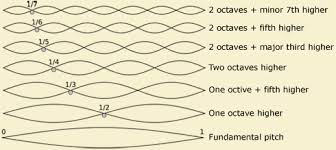 1/7 2 octaves + minor 7th higher
1/6 2 octaves + fifth higher
1/5 2 octaves + major third higher
1/4 Two octaves higher
1/3 One octive + fifth higher
1/2 One octave higher
0 1 Fundamental pitch